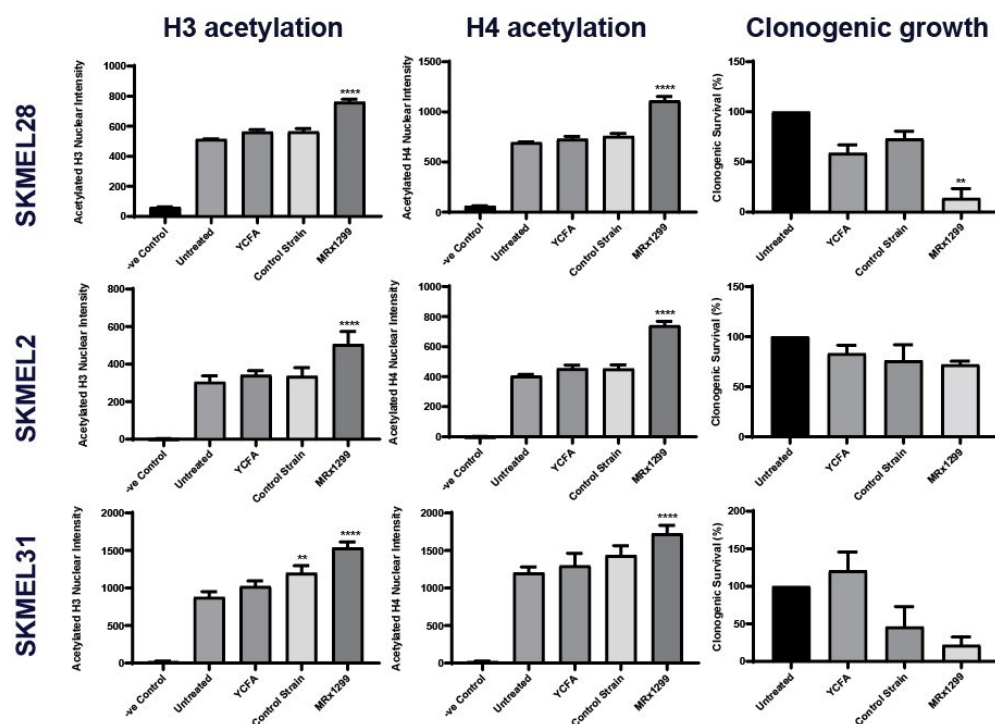 H3 acetylation
H4 acetylation
Clonogenic growth
SKMEL28
Acetylated H3 Nuclear Intensity
1000
800
600
400
200
0
****
-ve Control
Untreated
YCFA
Control Strain
MRx1299
Acetylated H4 Nuclear Intensity
1500
1000
500
0
****
-ve Control
Untreated
YCFA
Control Strain
MRx1299
Clonogenic Survival (%)
150
100
50
0
**
Untreated
YCFA
Control Strain
MRx1299
SKMEL2
Acetylated H3 Nuclear Intensity
800
600
400
200
0
****
-ve Control
Untreated
YCFA
Control Strain
MRx1299
Acetylated H4 Nuclear Intensity
1000
800
600
400
200
0
****
-ve Control
Untreated
YCFA
Control Strain
MRx1299
Clonogenic Survival (%)
150
100
50
0
Untreated
YCFA
Control Strain
MRx1299
SKMEL31
Acetylated H3 Nuclear Intensity
2000
1500
1000
500
0
**
****
-ve Control
Untreated
YCFA
Control Strain
MRx1299
Acetylated H4 Nuclear Intensity
2000
1500
1000
500
0
****
-ve Control
Untreated
YCFA
Control Strain
MRx1299
Clonogenic Survival (%)
200
150
100
50
0
Untreated
YCFA
Control Strain
MRx1299